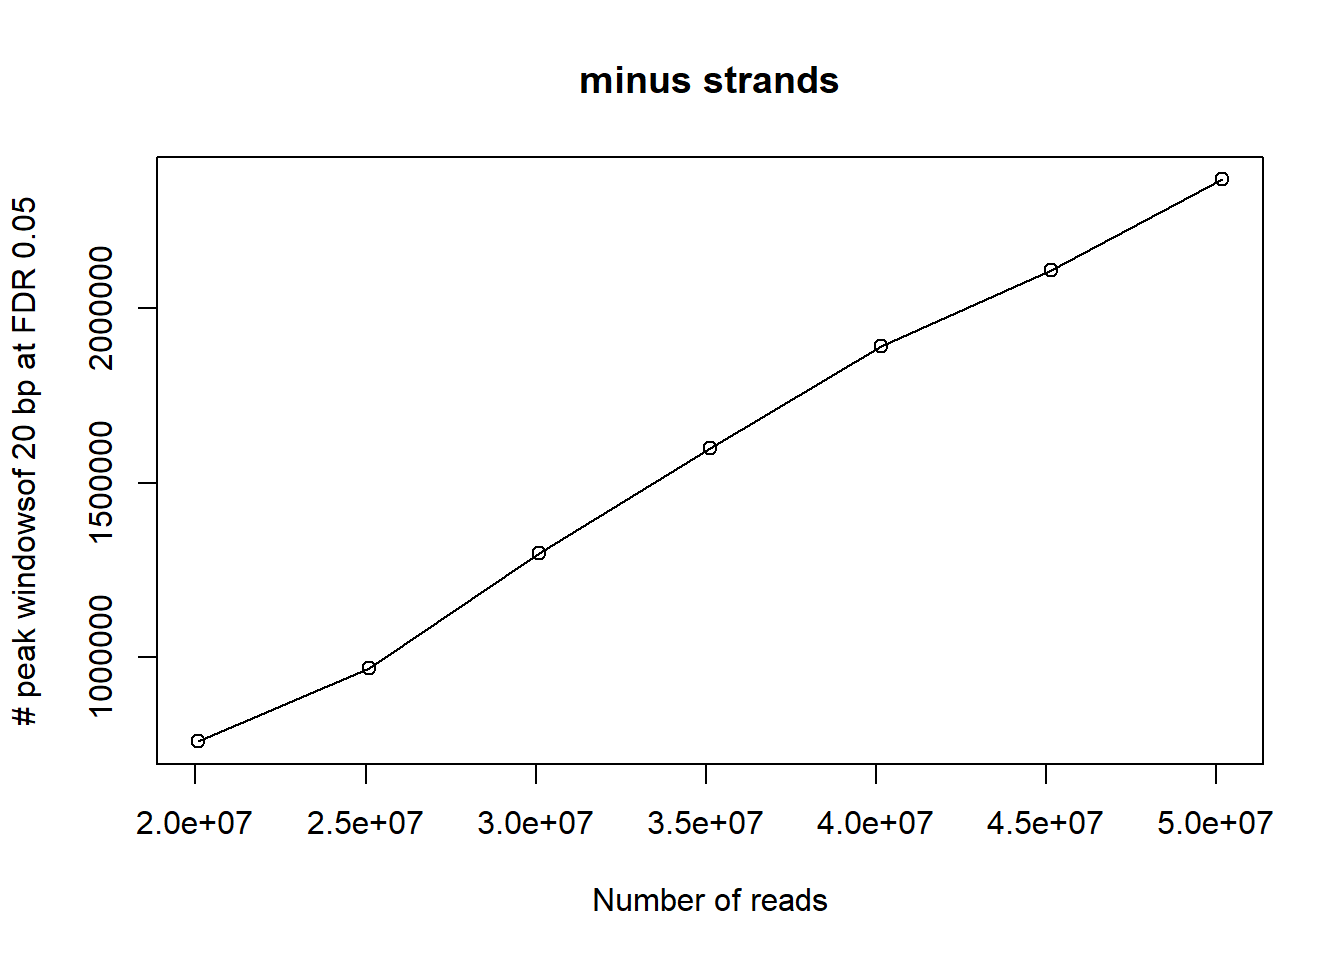 minus strands
# peak windowsof 20 bp at FDR 0.05
2000000
1500000
1000000
2.0e+07 2.5e+07 3.0e+07 3.5e+07 4.0e+07 4.5e+07 5.0e+07
Number of reads